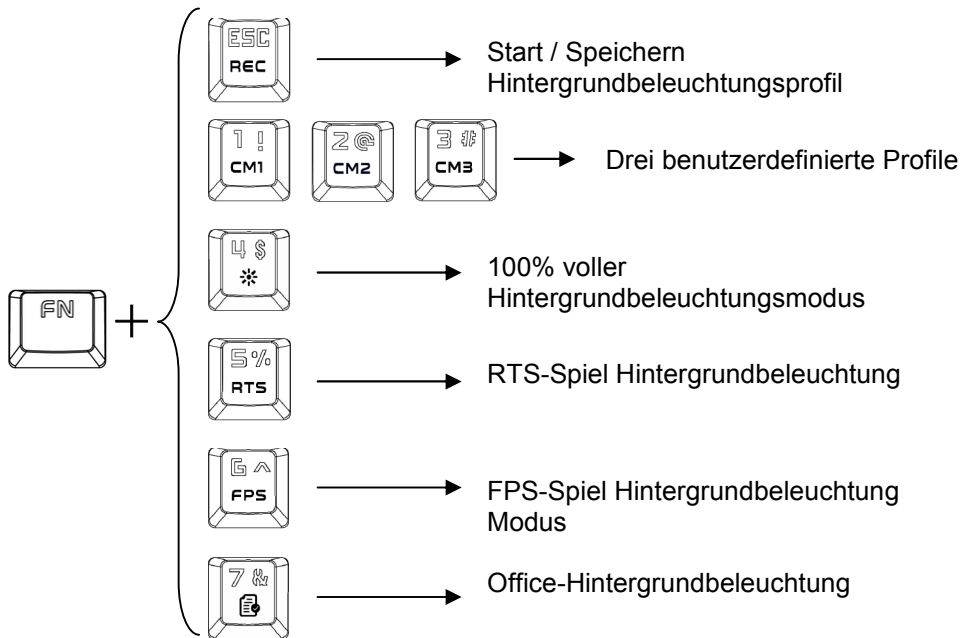 ESC
REC
Start / Speichern
Hintergrundbeleuchtungsprofil
1 !
CM1
2 @
CM2
3 #
CM3
Drei benutzerdefinierte Profile
4 $
100% voller
Hintergrundbeleuchtungsmodus
FN
+
5 %
RTS
RTS-Spiel Hintergrundbeleuchtung
6 ^
FPS
FPS-Spiel Hintergrundbeleuchtung
Modus
7 &
Office-Hintergrundbeleuchtung